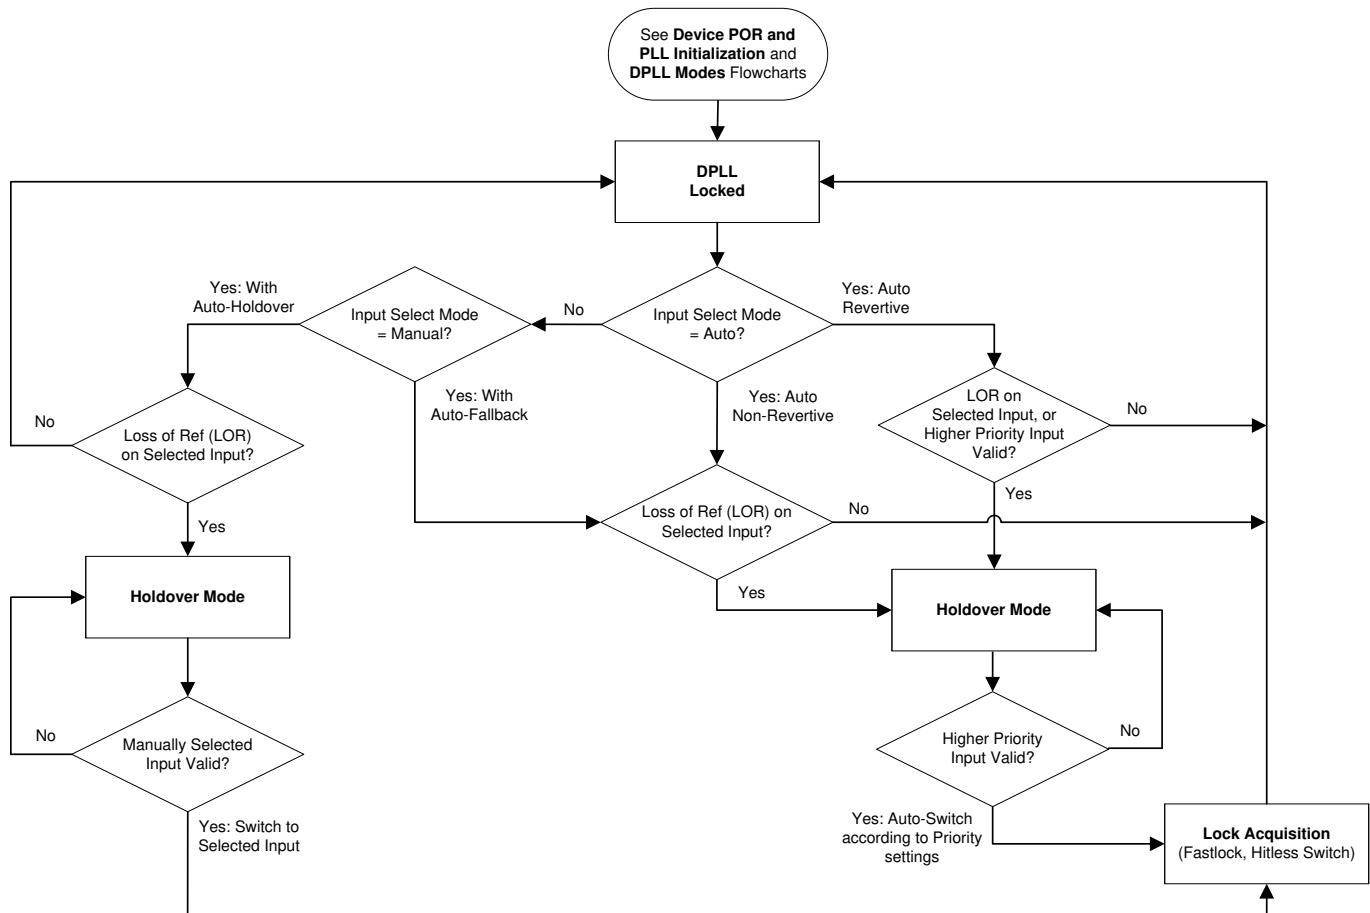 See Device POR and
PLL Initialization and
DPLL Modes Flowcharts
DPLL
Locked
Yes: With
Auto-Holdover
Input Select Mode
= Manual?
No
Input Select Mode
= Auto?
Yes: Auto
Revertive
Yes: With
Auto-Fallback
Yes: Auto
Non-Revertive
LOR on
Selected Input, or
Higher Priority Input
Valid?
No
No
Loss of Ref (LOR)
on Selected Input?
Yes
Loss of Ref (LOR) on
Selected Input?
No
Yes
Yes
Holdover Mode
Holdover Mode
No
Manually Selected
Input Valid?
Higher Priority
Input Valid?
No
Yes: Switch to
Selected Input
Yes: Auto-Switch
according to Priority
settings
Lock Acquisition
(Fastlock, Hitless Switch)